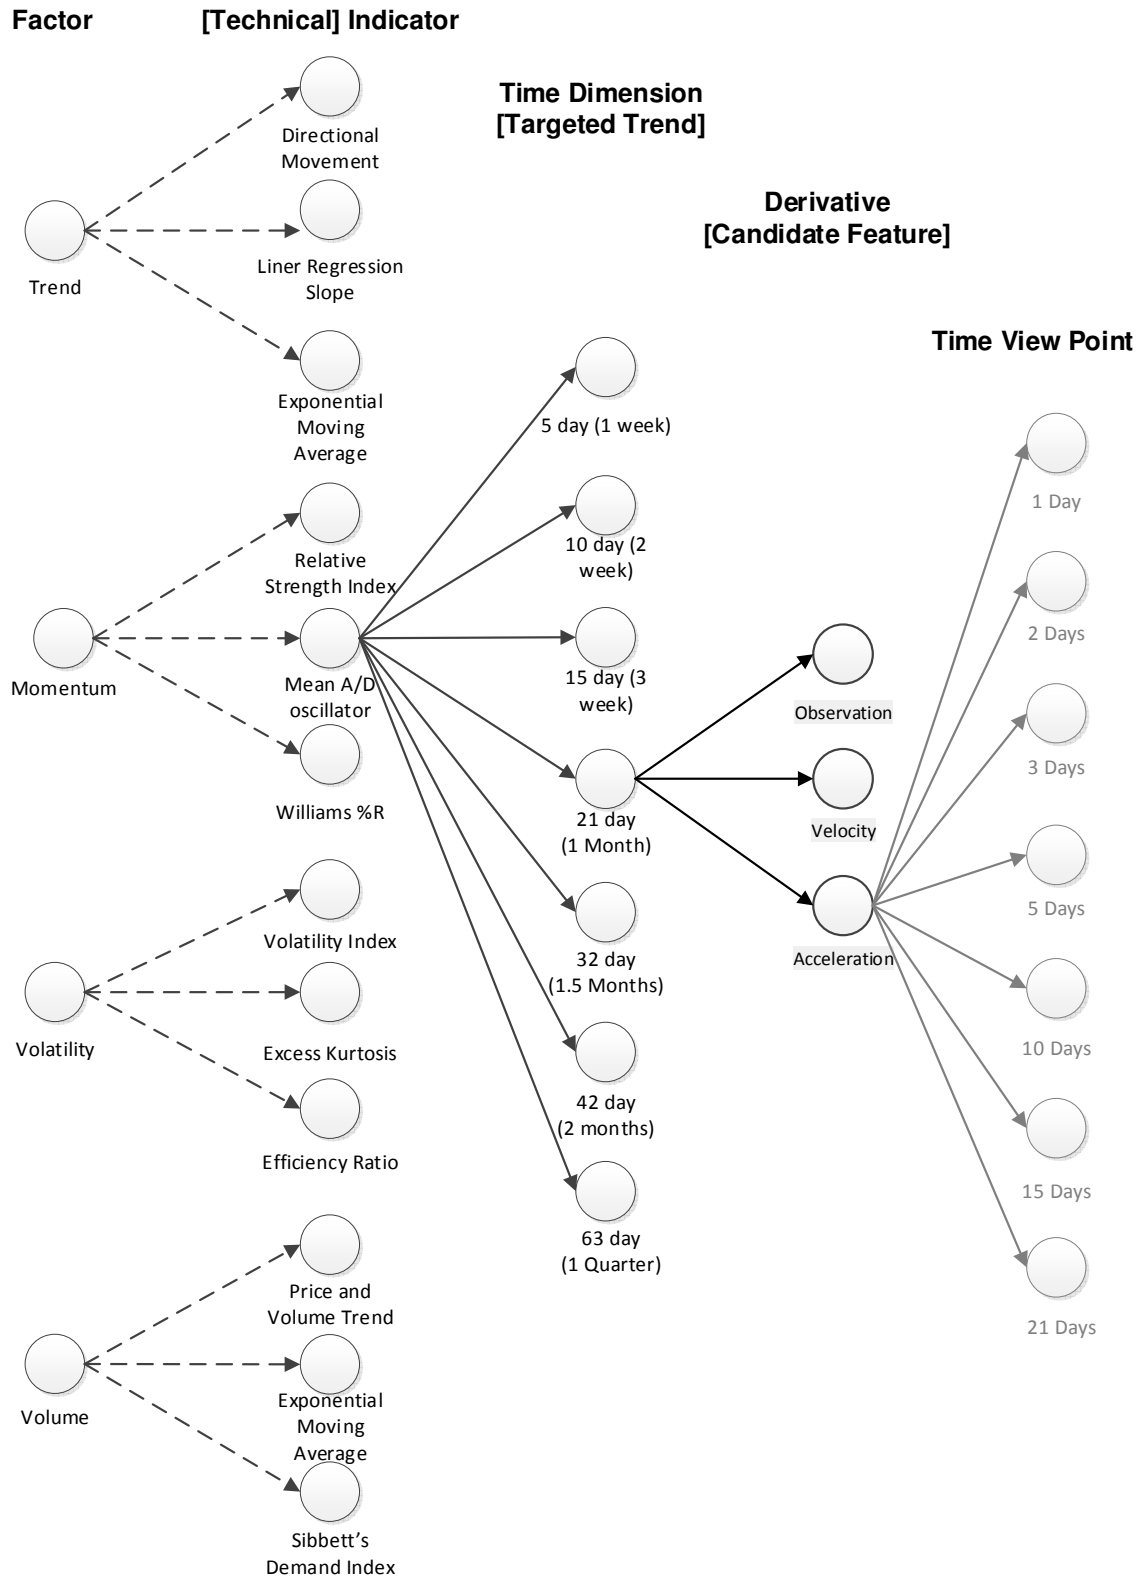 Factor
[Technical] Indicator
Time Dimension
[Targeted Trend]
Derivative
[Candidate Feature]
Time View Point
Trend
Momentum
Volatility
Volume
Directional
Movement
Liner Regression
Slope
Exponential
Moving
Average
Relative
Strength Index
Mean A/D
oscillator
Williams %R
Volatility Index
Excess Kurtosis
Efficiency Ratio
Price and
Volume Trend
Exponential
Moving
Average
Sibbett’s
Demand Index
5 day (1 week)
10 day (2
week)
15 day (3
week)
21 day
(1 Month)
32 day
(1.5 Months)
42 day
(2 months)
63 day
(1 Quarter)
Observation
Velocity
Acceleration
1 Day
2 Days
3 Days
5 Days
10 Days
15 Days
21 Days